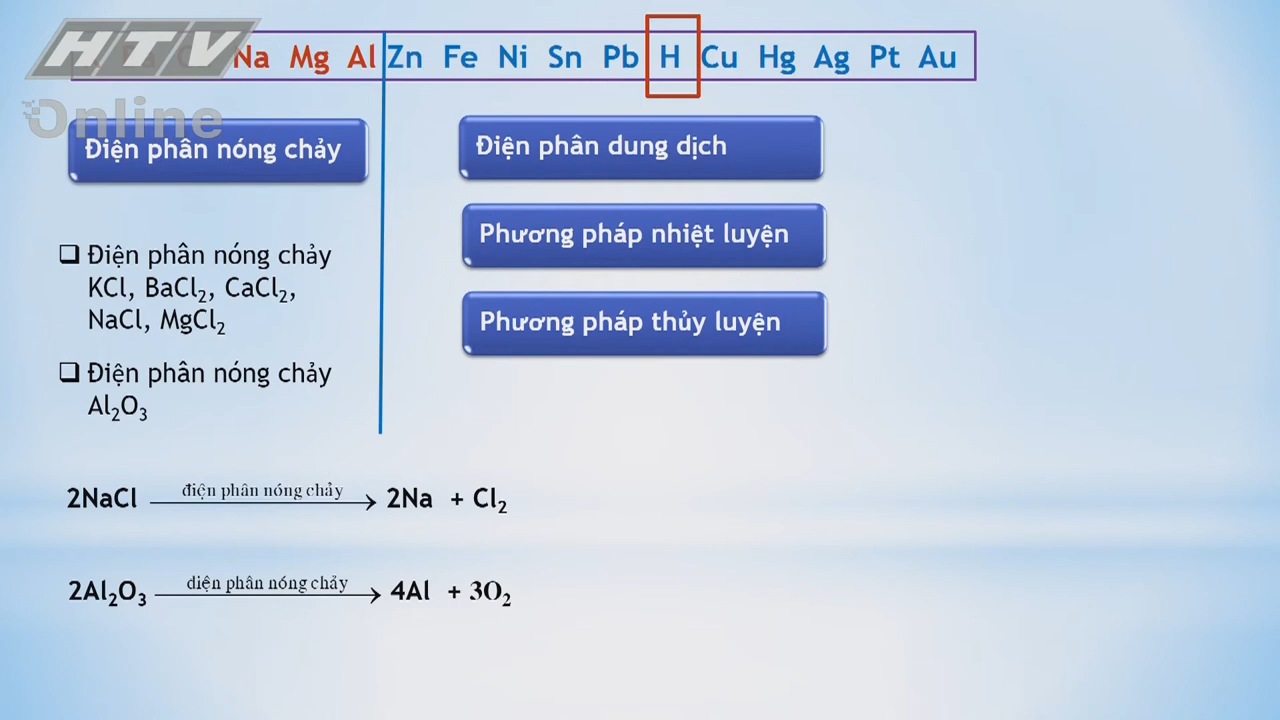 HTV
Online
Na Mg Al Zn Fe Ni Sn Pb H Cu Hg Ag Pt Au
Điện phân nóng chảy
Điện phân dung dịch
Phương pháp nhiệt luyện
Phương pháp thủy luyện
❑ Điện phân nóng chảy
KCl, BaCl₂, CaCl₂,
NaCl, MgCl₂
❑ Điện phân nóng chảy
Al₂O₃
2NaCl điện phân nóng chảy → 2Na + Cl₂
2Al₂O₃ điện phân nóng chảy → 4Al + 3O₂